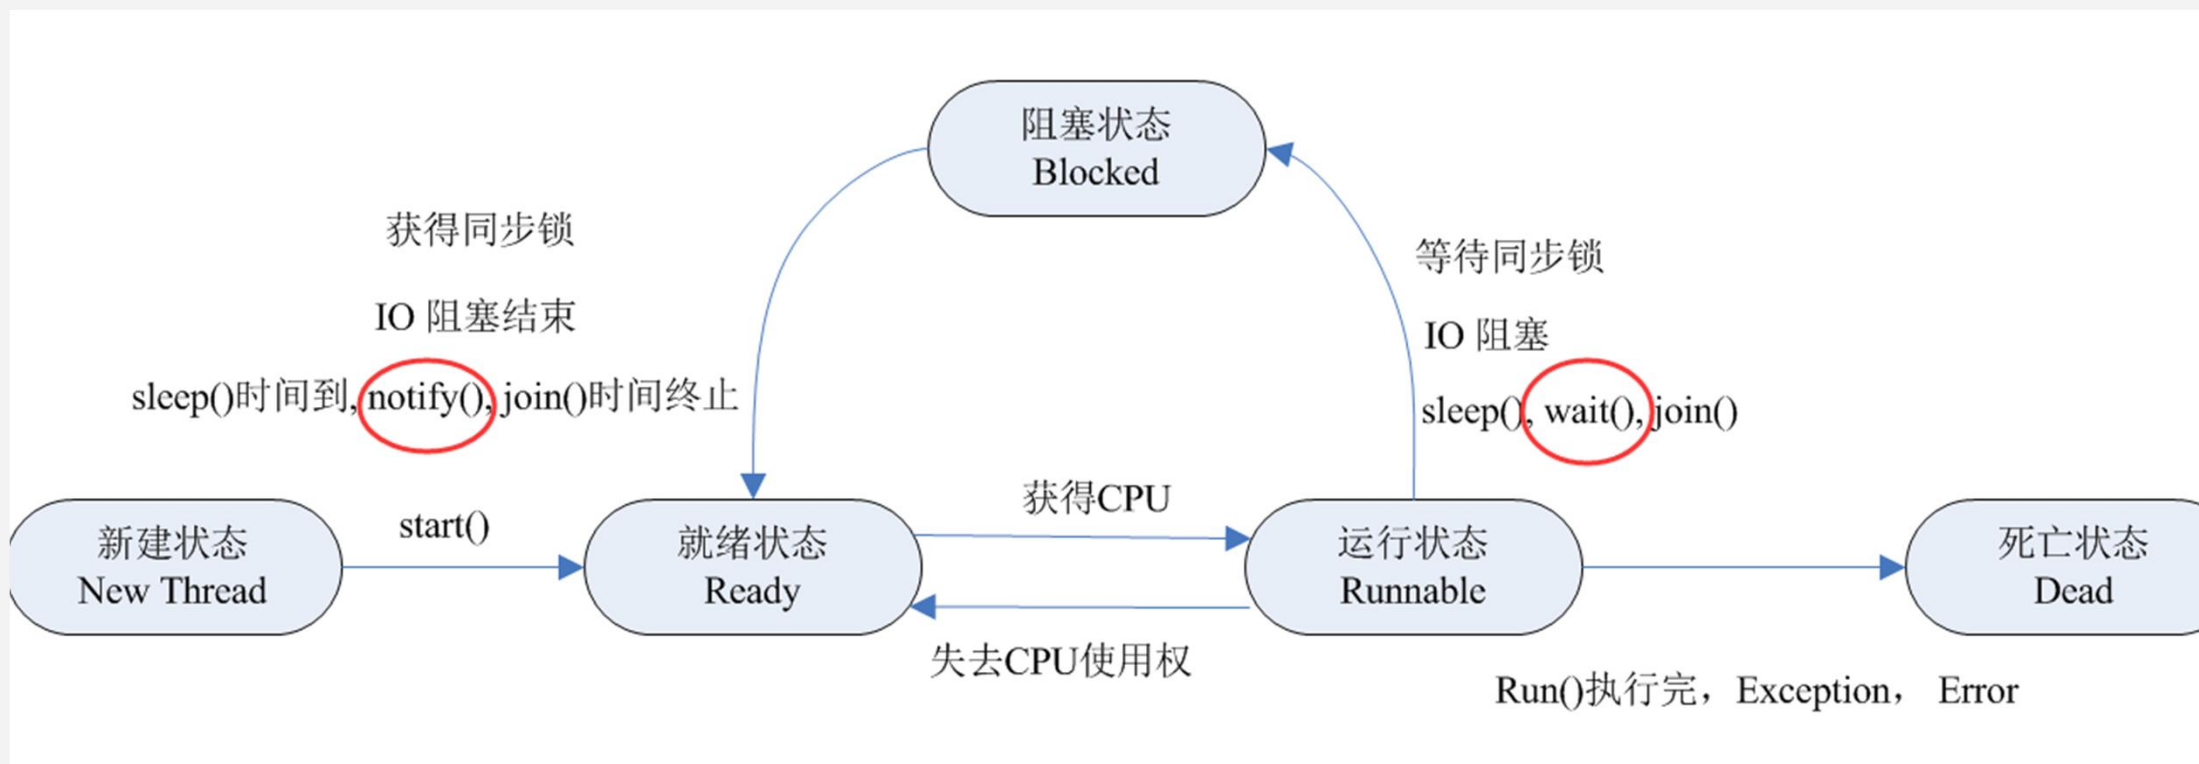 阻塞状态
Blocked
获得同步锁
等待同步锁
IO 阻塞结束
IO 阻塞
sleep()时间到, notify(), join()时间终止
sleep(), wait(), join()
新建状态
New Thread
start()
就绪状态
Ready
获得CPU
失去CPU使用权
运行状态
Runnable
死亡状态
Dead
Run()执行完，Exception， Error